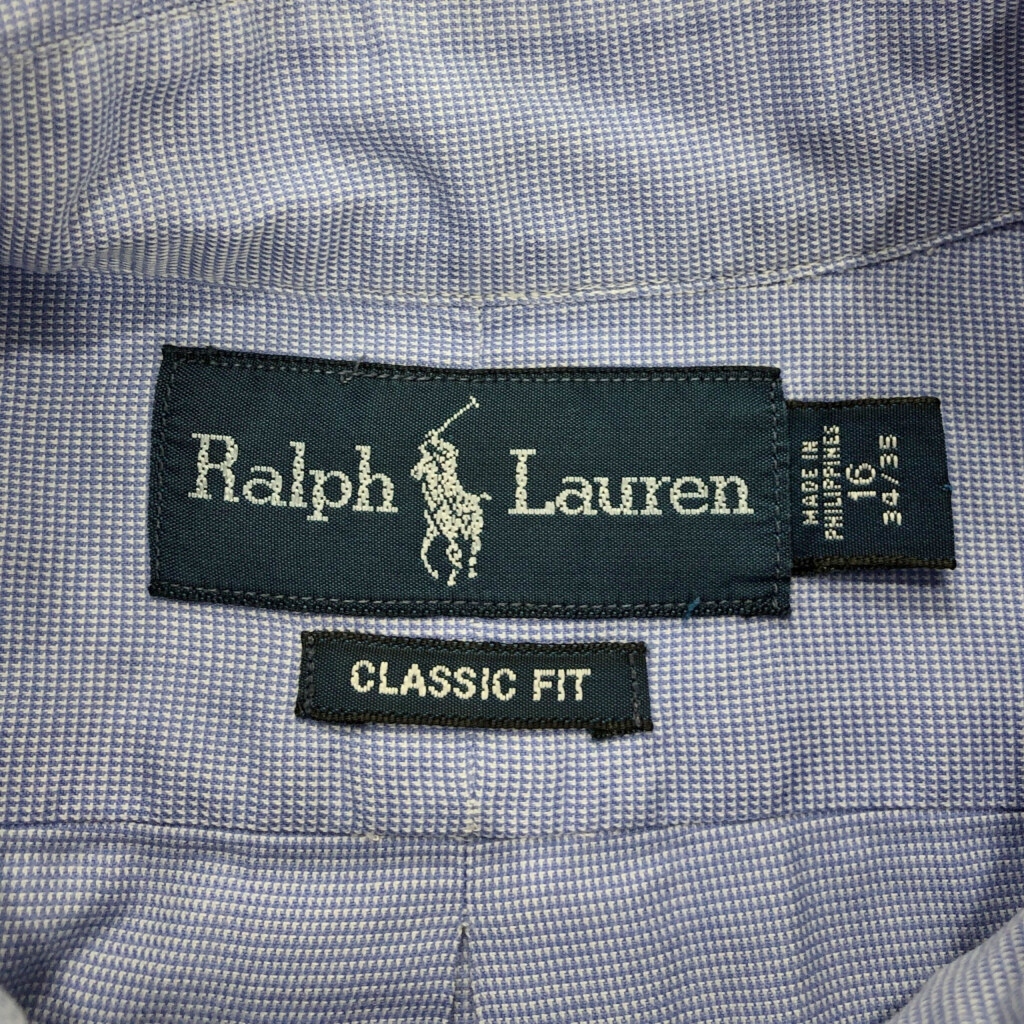 Ralph Lauren
MADE IN
PHILIPPINES
16
34/35
CLASSIC FIT